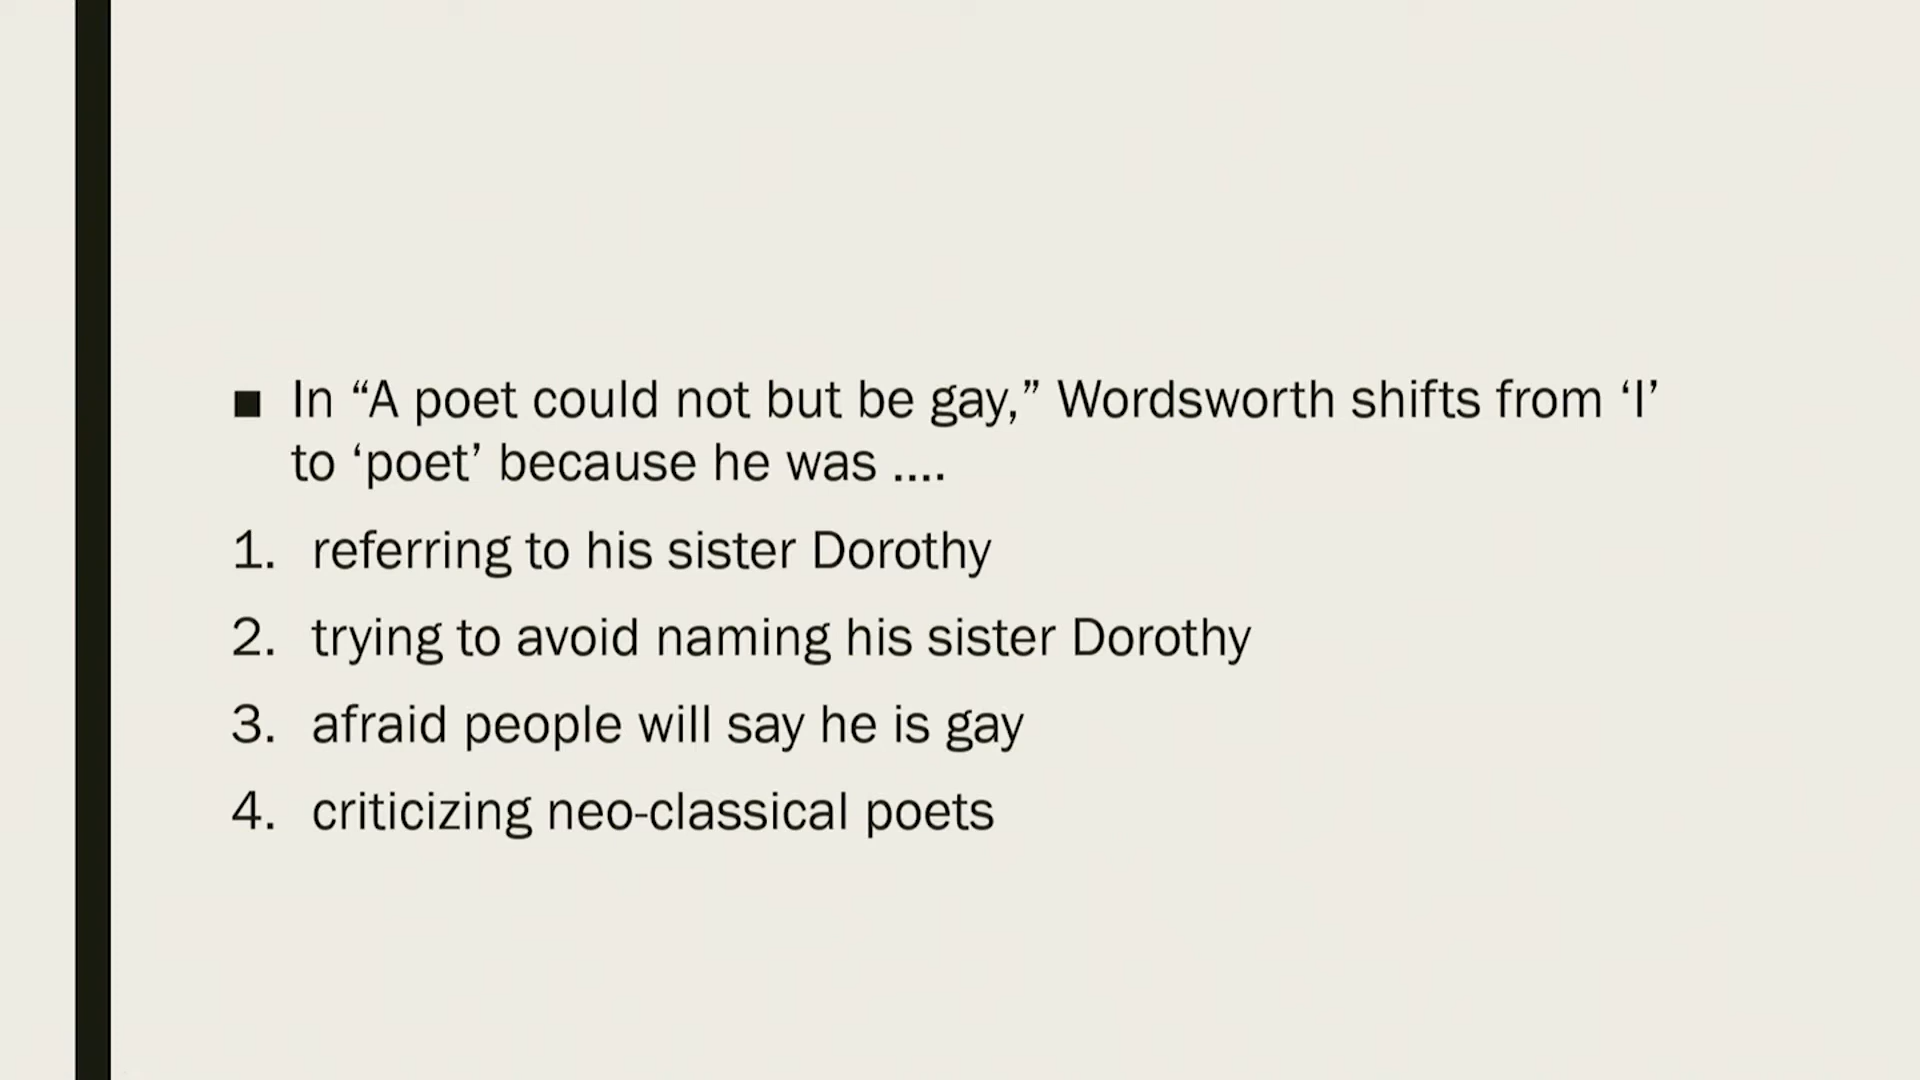 ■ In “A poet could not but be gay,” Wordsworth shifts from ‘I’
to ‘poet’ because he was ....
1. referring to his sister Dorothy
2. trying to avoid naming his sister Dorothy
3. afraid people will say he is gay
4. criticizing neo-classical poets